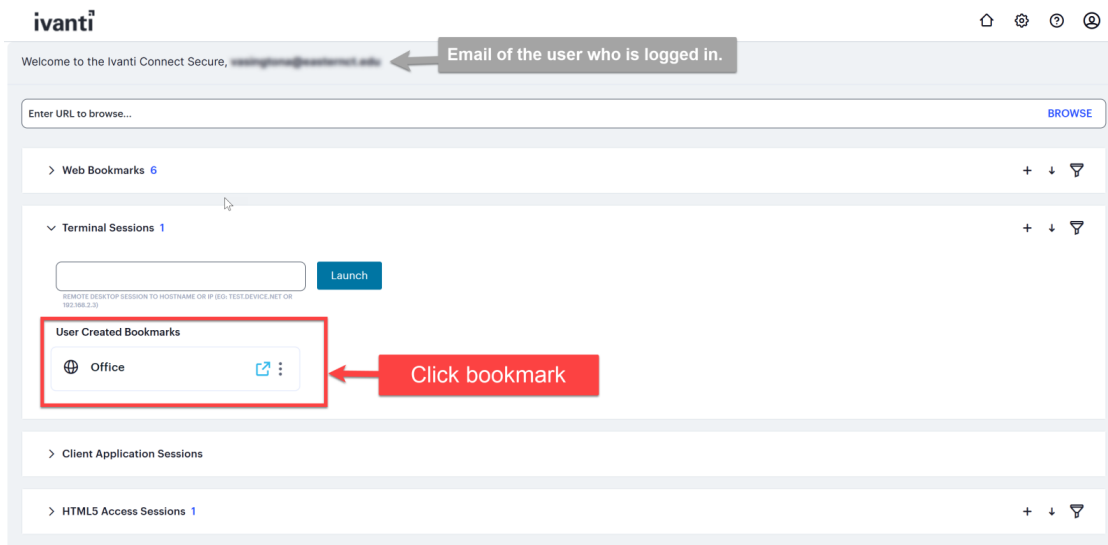 ivanti
Email of the user who is logged in.
Welcome to the Ivanti Connect Secure,
Enter URL to browse...
BROWSE
Web Bookmarks 6
Terminal Sessions 1
Launch
REMOTE DESKTOP SESSION TO HOSTNAME OR IP (EG: TEST.DEVICE.NET OR
192.168.2.3)
User Created Bookmarks
Office
Click bookmark
Client Application Sessions
HTML5 Access Sessions 1